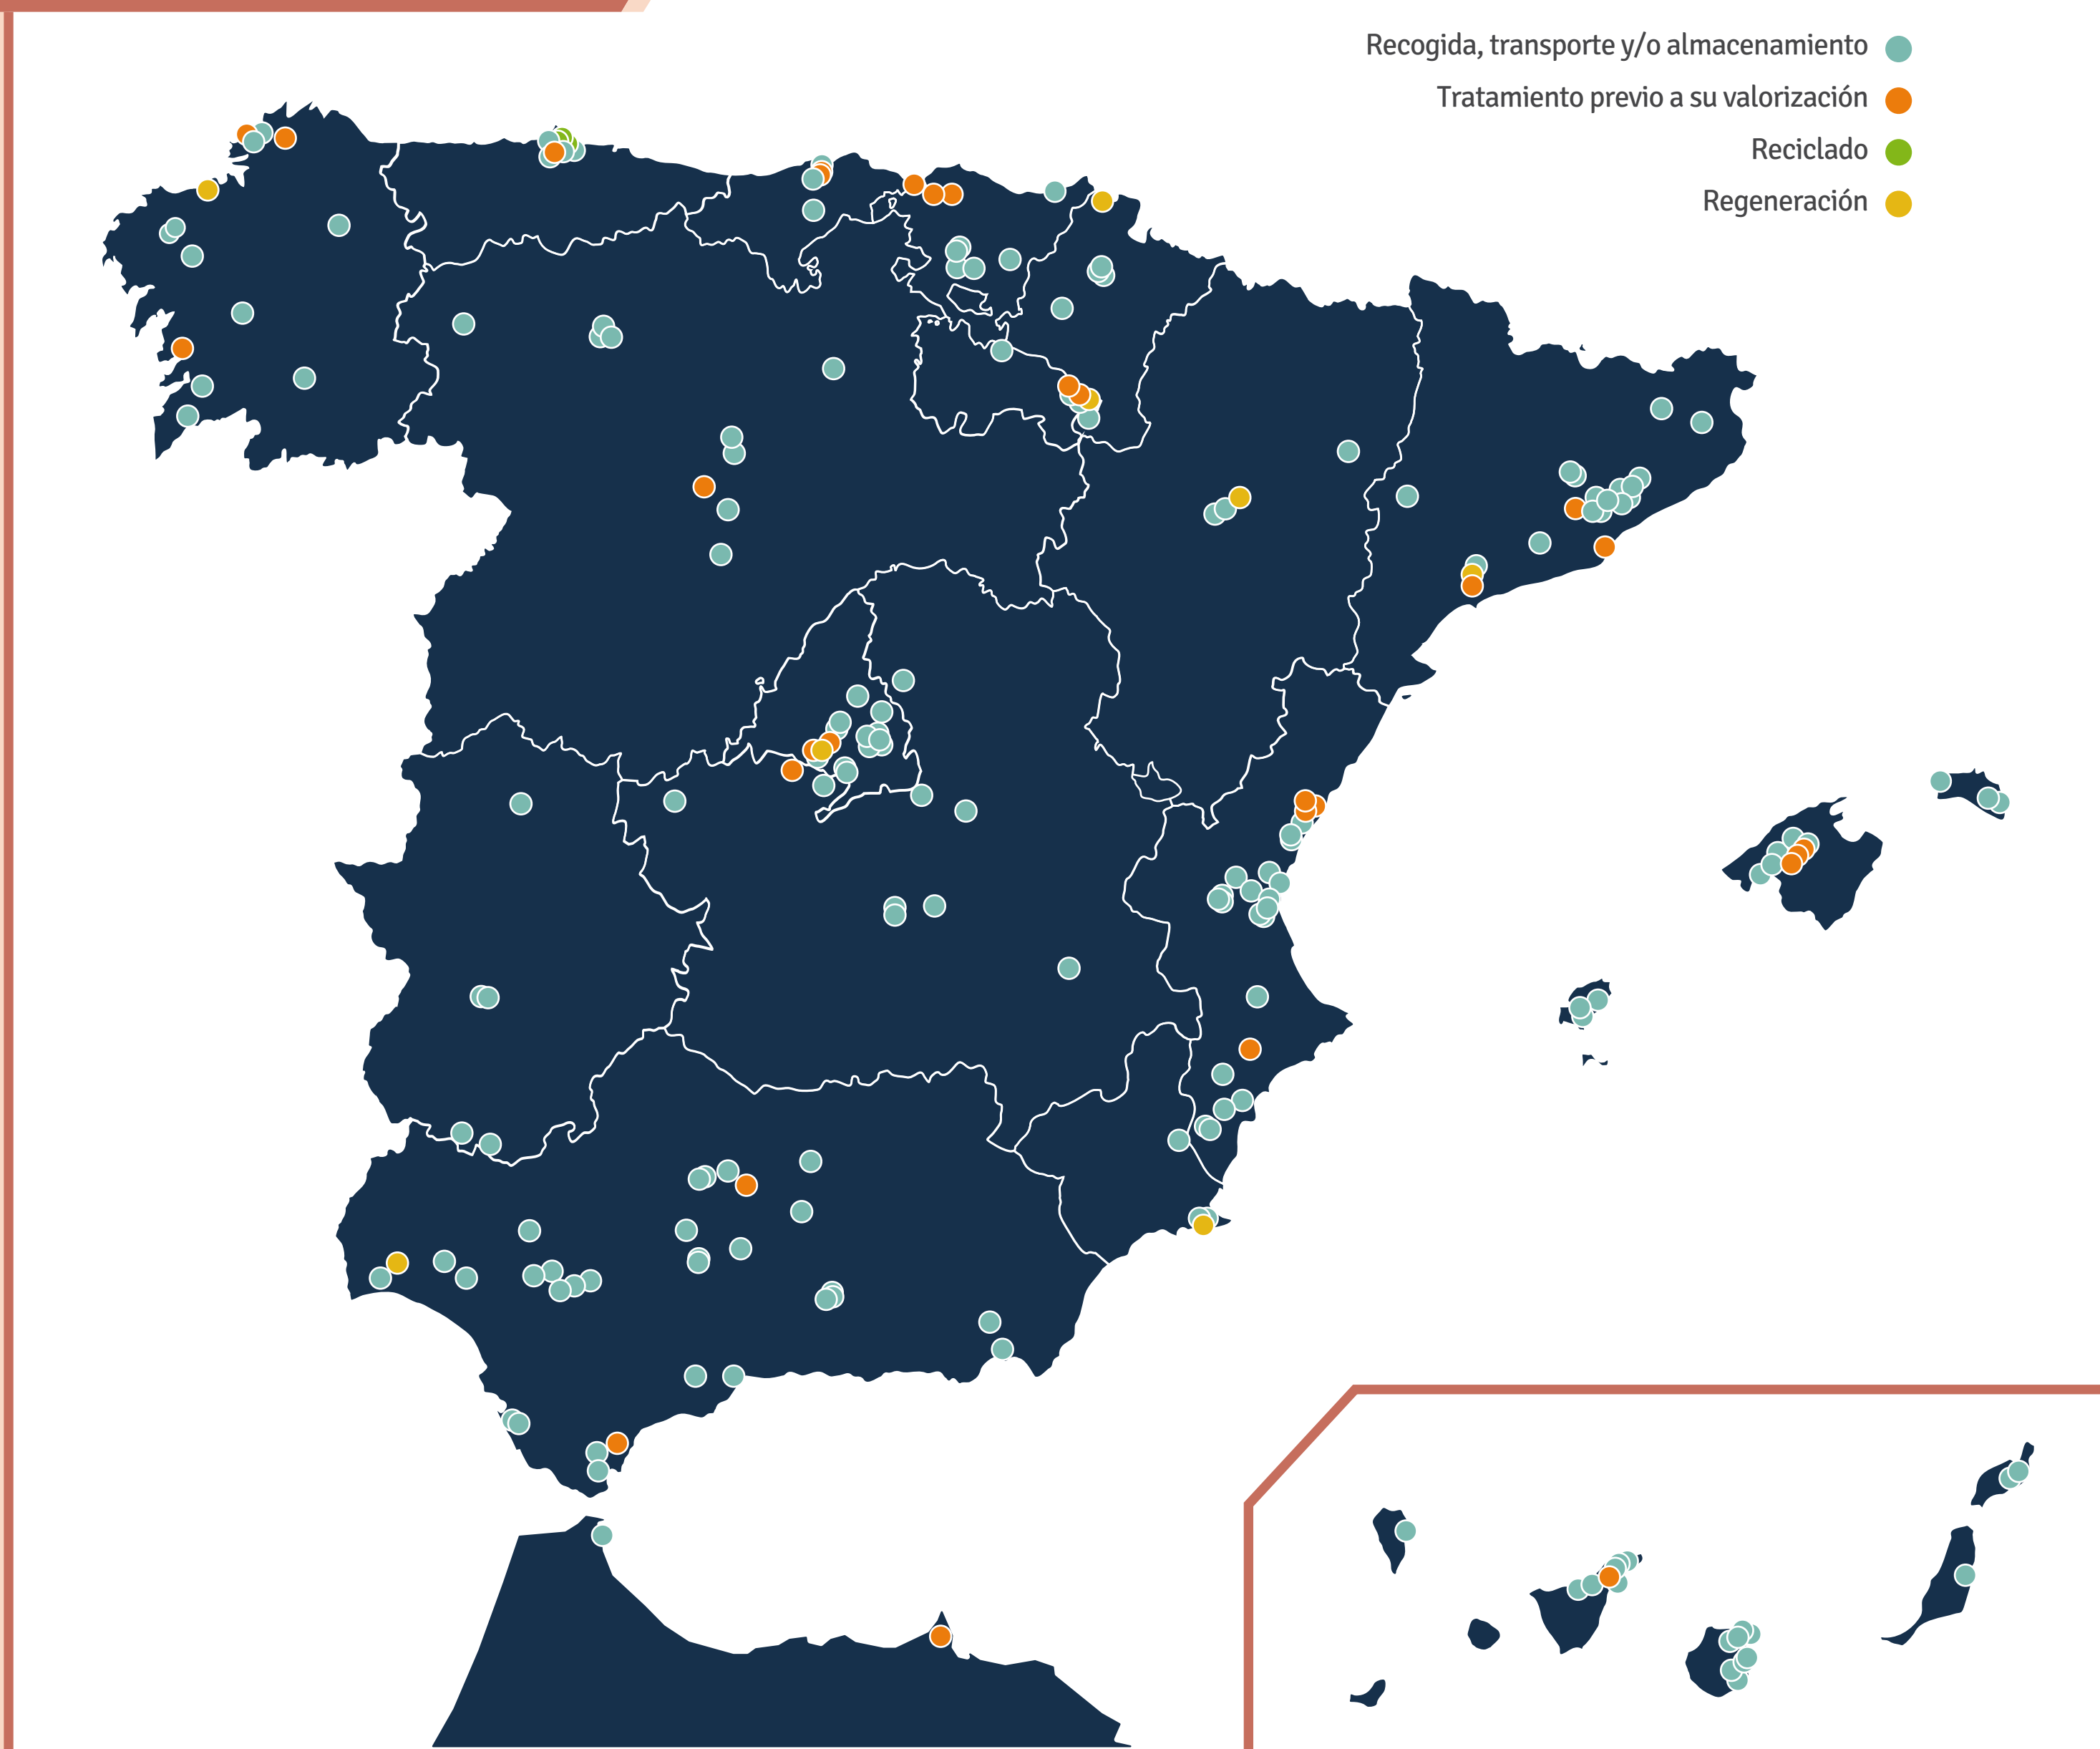 Recogida, transporte y/o almacenamiento
Tratamiento previo a su valorización
Reciclado
Regeneración